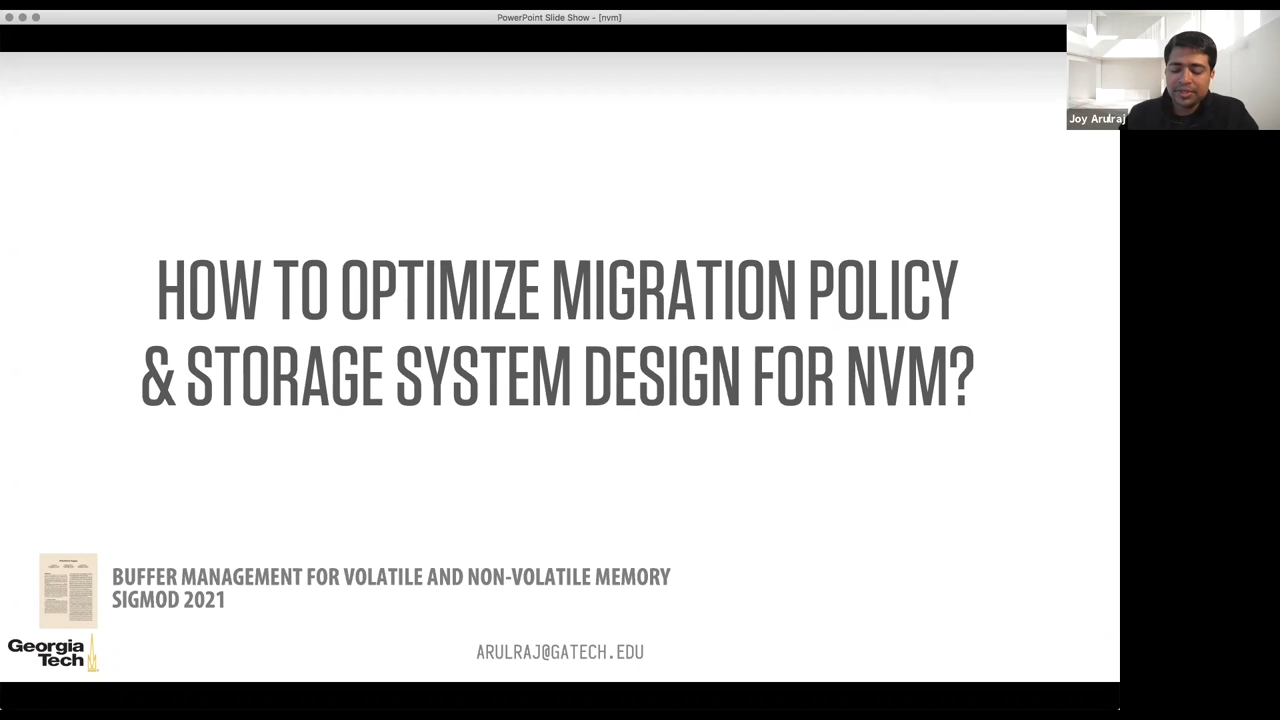 PowerPoint Slide Show - [nvm]
Joy Arulraj
HOW TO OPTIMIZE MIGRATION POLICY
& STORAGE SYSTEM DESIGN FOR NVM?
BUFFER MANAGEMENT FOR VOLATILE AND NON-VOLATILE MEMORY
SIGMOD 2021
Georgia
Tech
ARULRAJ@GATECH.EDU